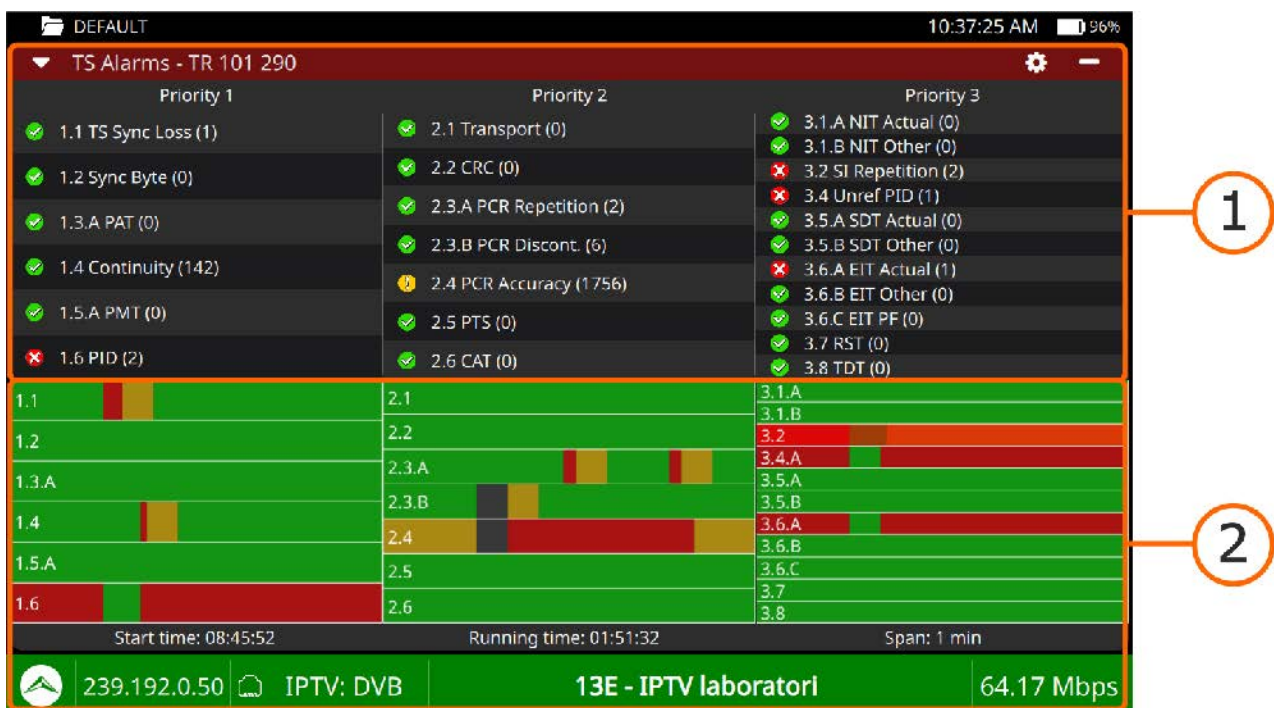 DEFAULT 10:37:25 AM 96%
TS Alarms - TR 101 290
Priority 1
1.1 TS Sync Loss (1)
1.2 Sync Byte (0)
1.3.A PAT (0)
1.4 Continuity (142)
1.5.A PMT (0)
1.6 PID (2)
Priority 2
2.1 Transport (0)
2.2 CRC (0)
2.3.A PCR Repetition (2)
2.3.B PCR Discont. (6)
2.4 PCR Accuracy (1756)
2.5 PTS (0)
2.6 CAT (0)
Priority 3
3.1.A NIT Actual (0)
3.1.B NIT Other (0)
3.2 SI Repetition (2)
3.4 Unref PID (1)
3.5.A SDT Actual (0)
3.5.B SDT Other (0)
3.6.A EIT Actual (1)
3.6.B EIT Other (0)
3.6.C EIT PF (0)
3.7 RST (0)
3.8 TDT (0)
1
1.1
1.2
1.3.A
1.4
1.5.A
1.6
2.1
2.2
2.3.A
2.3.B
2.4
2.5
2.6
3.1.A
3.1.B
3.2
3.4.A
3.5.A
3.5.B
3.6.A
3.6.B
3.6.C
3.7
3.8
2
Start time: 08:45:52 Running time: 01:51:32 Span: 1 min
239.192.0.50 IPTV: DVB 13E - IPTV laboratori 64.17 Mbps